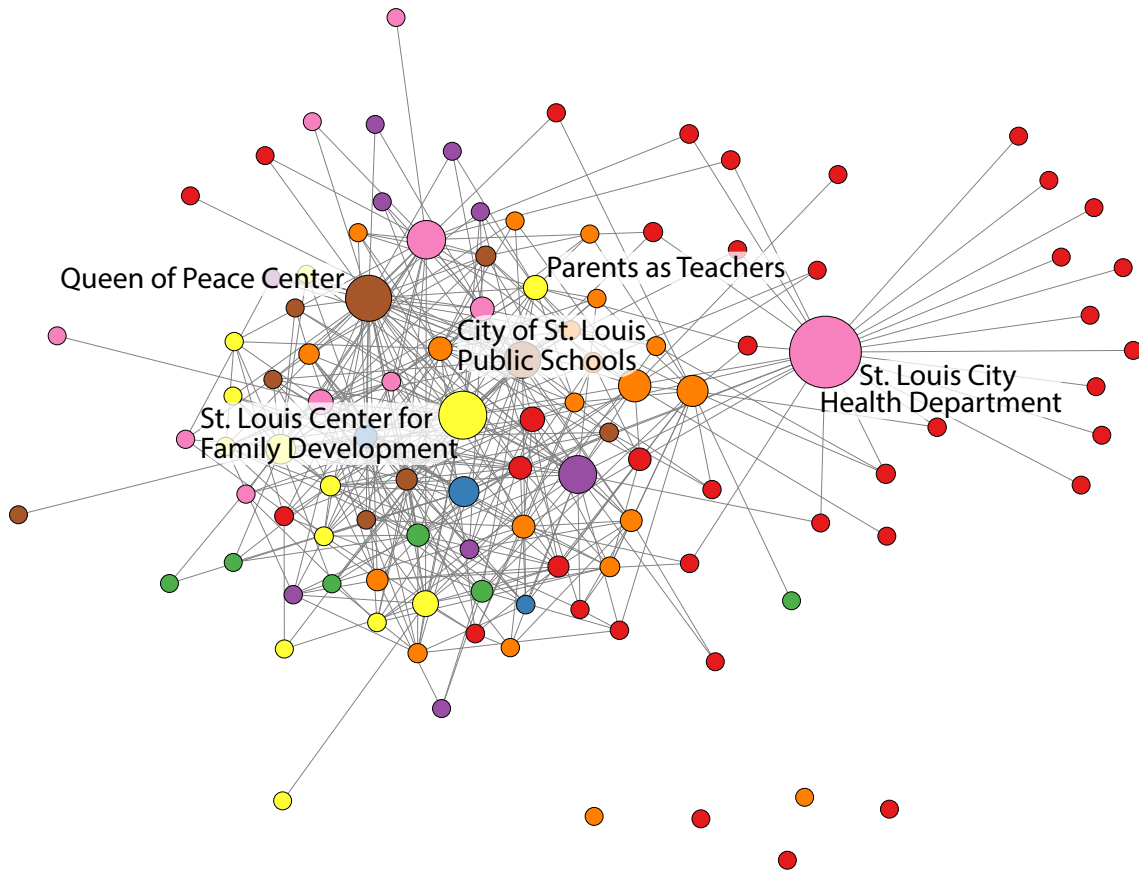 Queen of Peace Center
Parents as Teachers
City of St. Louis
Public Schools
St. Louis City
Health Department
St. Louis Center for
Family Development